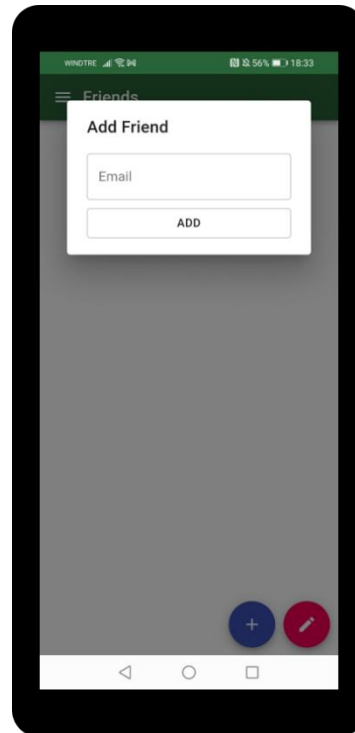 WINDTRE 56% 18:33
Friends
Add Friend
Email
ADD